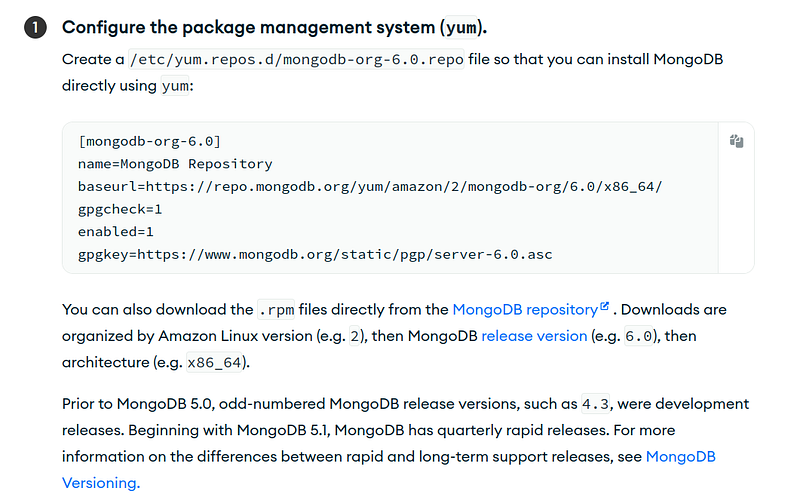 1 Configure the package management system (yum).
Create a /etc/yum.repos.d/mongodb-org-6.0.repo file so that you can install MongoDB
directly using yum:
[mongodb-org-6.0]
name=MongoDB Repository
baseurl=https://repo.mongodb.org/yum/amazon/2/mongodb-org/6.0/x86_64/
gpgcheck=1
enabled=1
gpgkey=https://www.mongodb.org/static/pgp/server-6.0.asc
You can also download the .rpm files directly from the MongoDB repository . Downloads are
organized by Amazon Linux version (e.g. 2), then MongoDB release version (e.g. 6.0), then
architecture (e.g. x86_64).
Prior to MongoDB 5.0, odd-numbered MongoDB release versions, such as 4.3, were development
releases. Beginning with MongoDB 5.1, MongoDB has quarterly rapid releases. For more
information on the differences between rapid and long-term support releases, see MongoDB
Versioning.